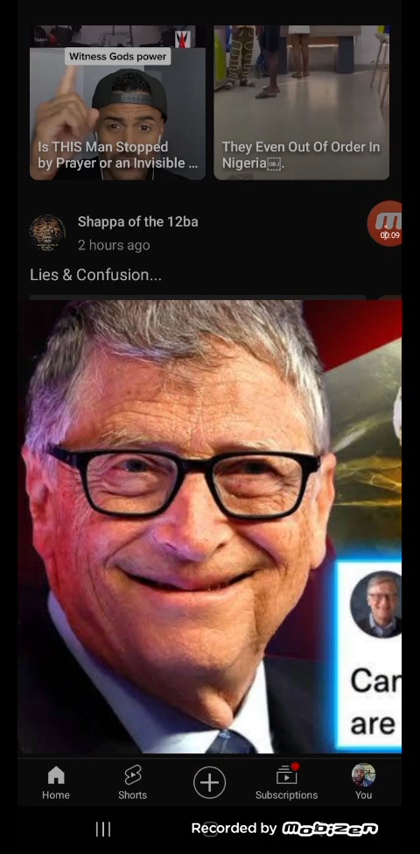 Witness Gods power
Is THIS Man Stopped
by Prayer or an Invisible ...
They Even Out Of Order In
Nigeria.
Shappa of the 12ba
2 hours ago
00:09
Lies & Confusion...
Car
are
Home
Shorts
Subscriptions
You
Recorded by mobizen